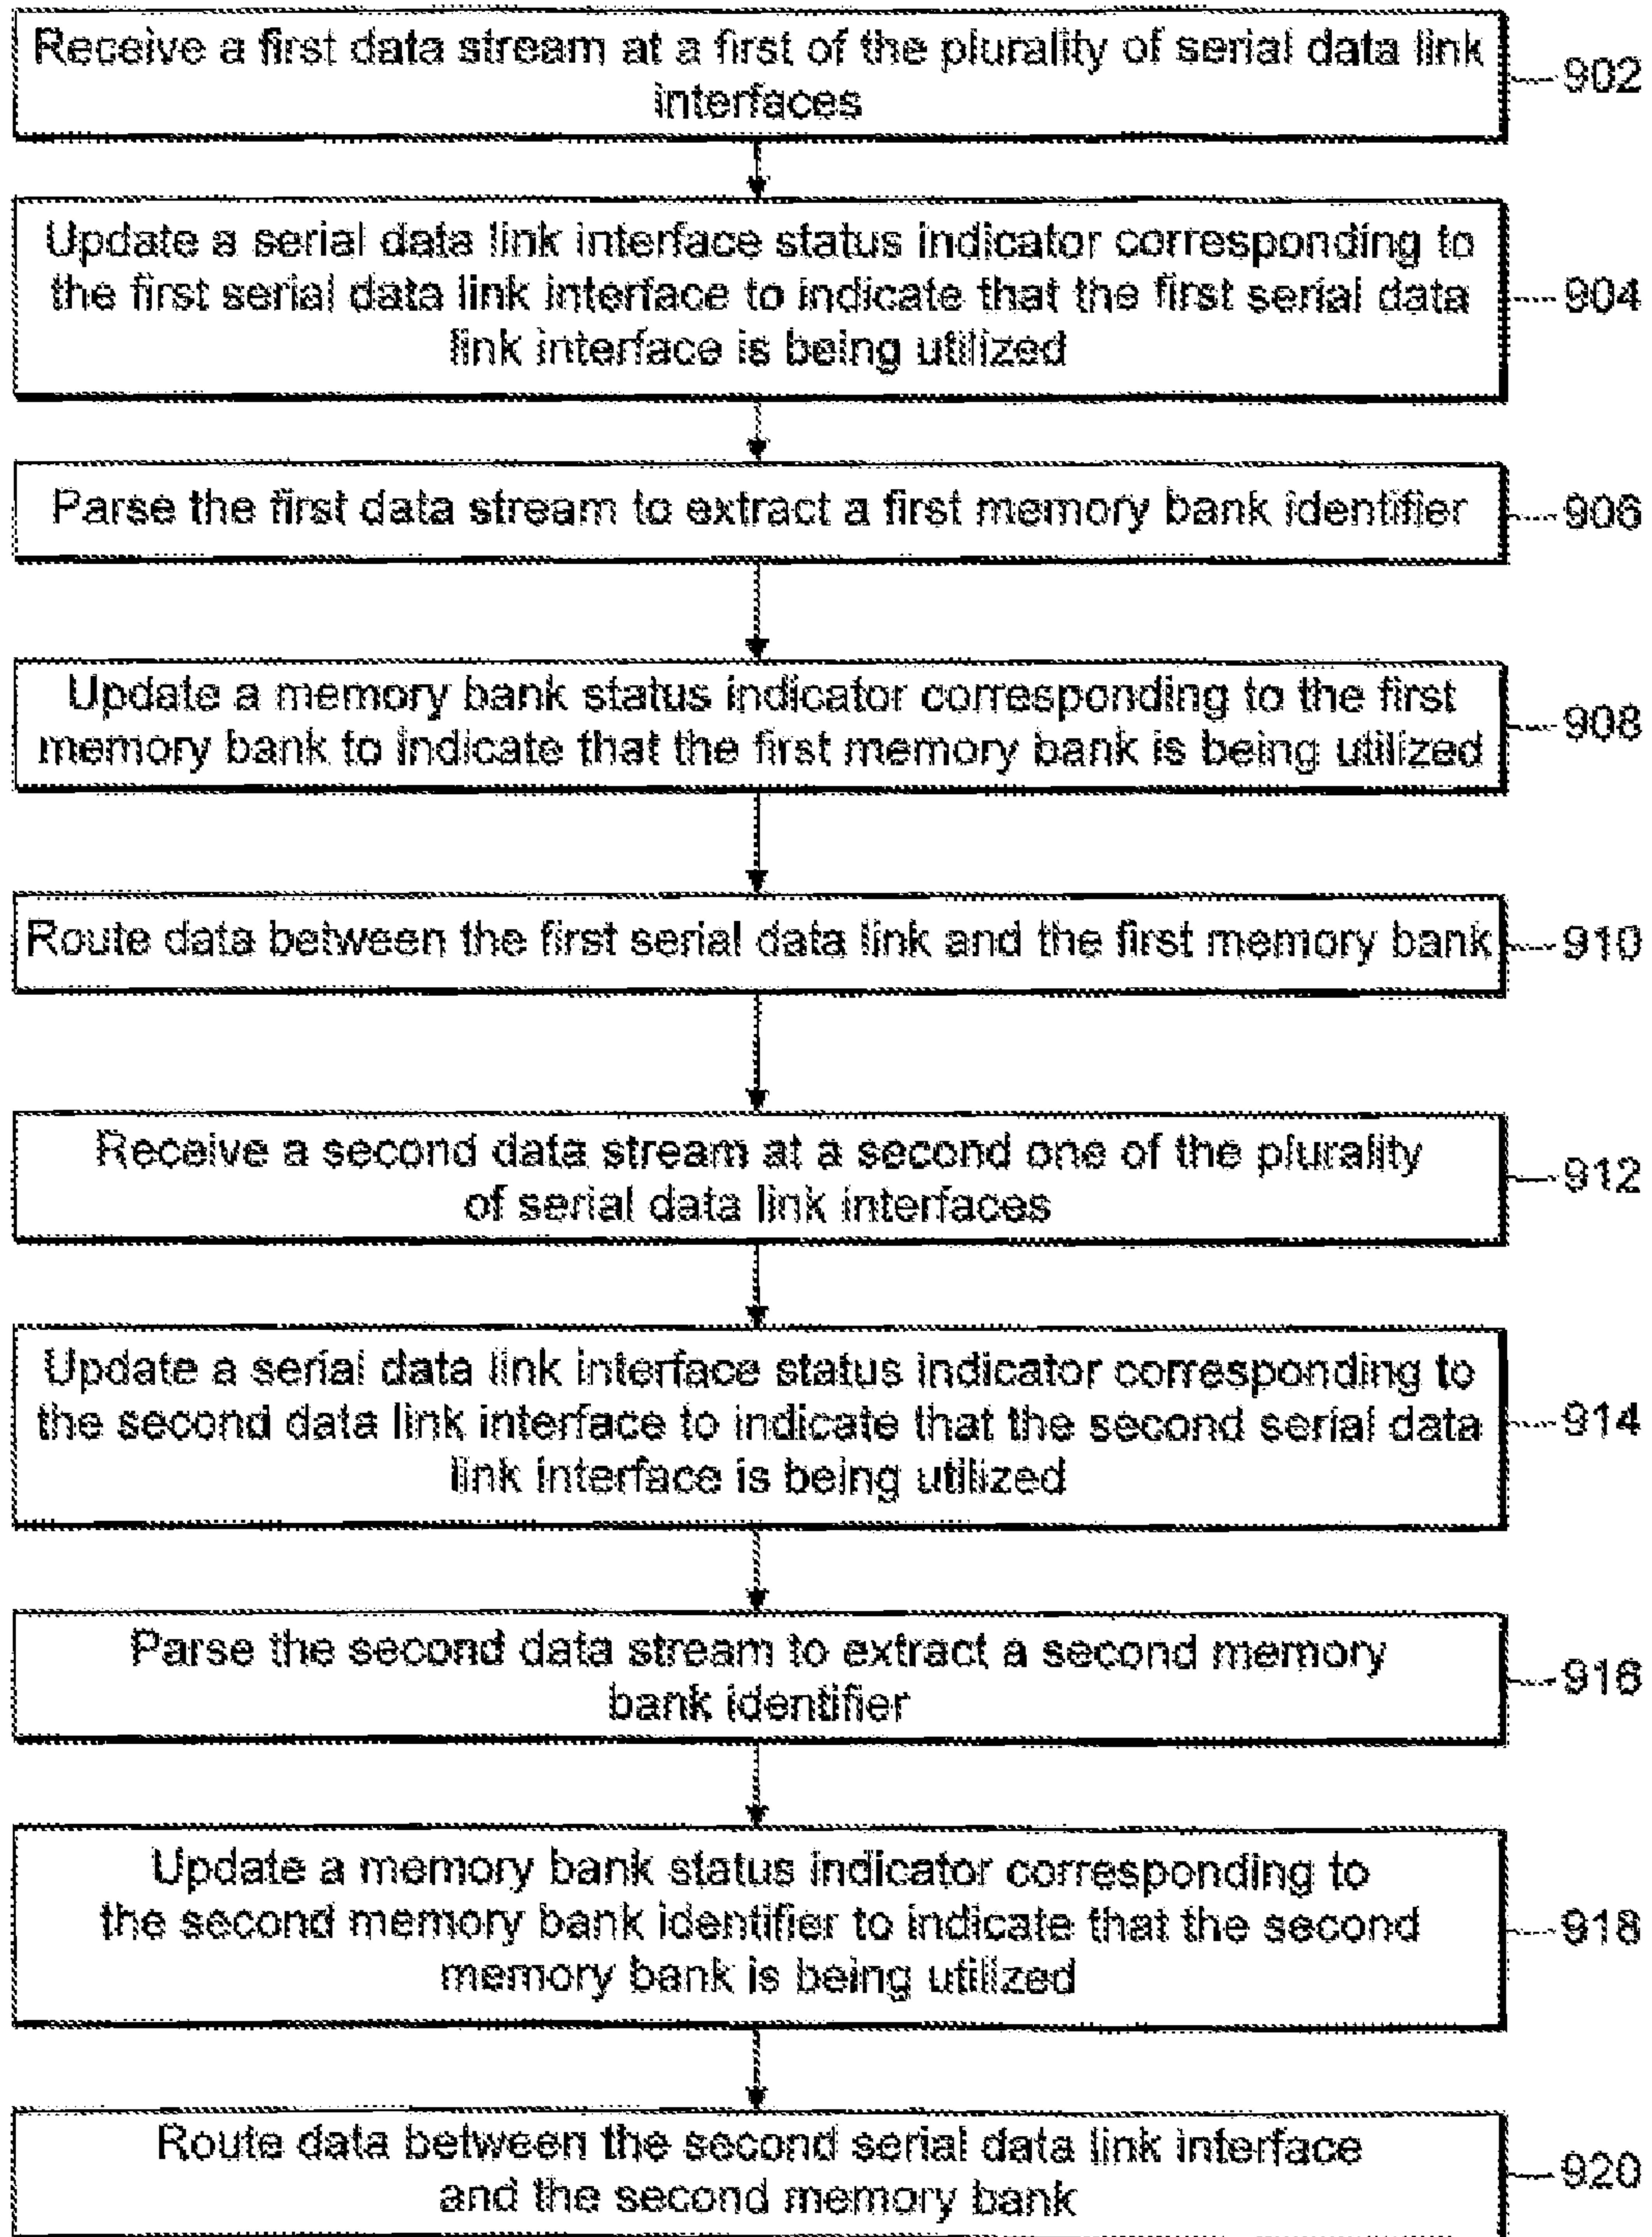 Receive a first data stream at a first of the plurality of serial data link
interfaces
902
Update a serial data link interface status indicator corresponding to
the first serial data link interface to indicate that the first serial data
link interface is being utilized
904
Parse the first data stream to extract a first memory bank identifier
906
Update a memory bank status indicator corresponding to the first
memory bank to indicate that the first memory bank is being utilized
908
Route data between the first serial data link and the first memory bank
910
Receive a second data stream at a second one of the plurality
of serial data link interfaces
912
Update a serial data link interface status indicator corresponding to
the second data link interface to indicate that the second serial data
link interface is being utilized
914
Parse the second data stream to extract a second memory
bank identifier
916
Update a memory bank status indicator corresponding to
the second memory bank identifier to indicate that the second
memory bank is being utilized
918
Route data between the second serial data link interface
and the second memory bank
920